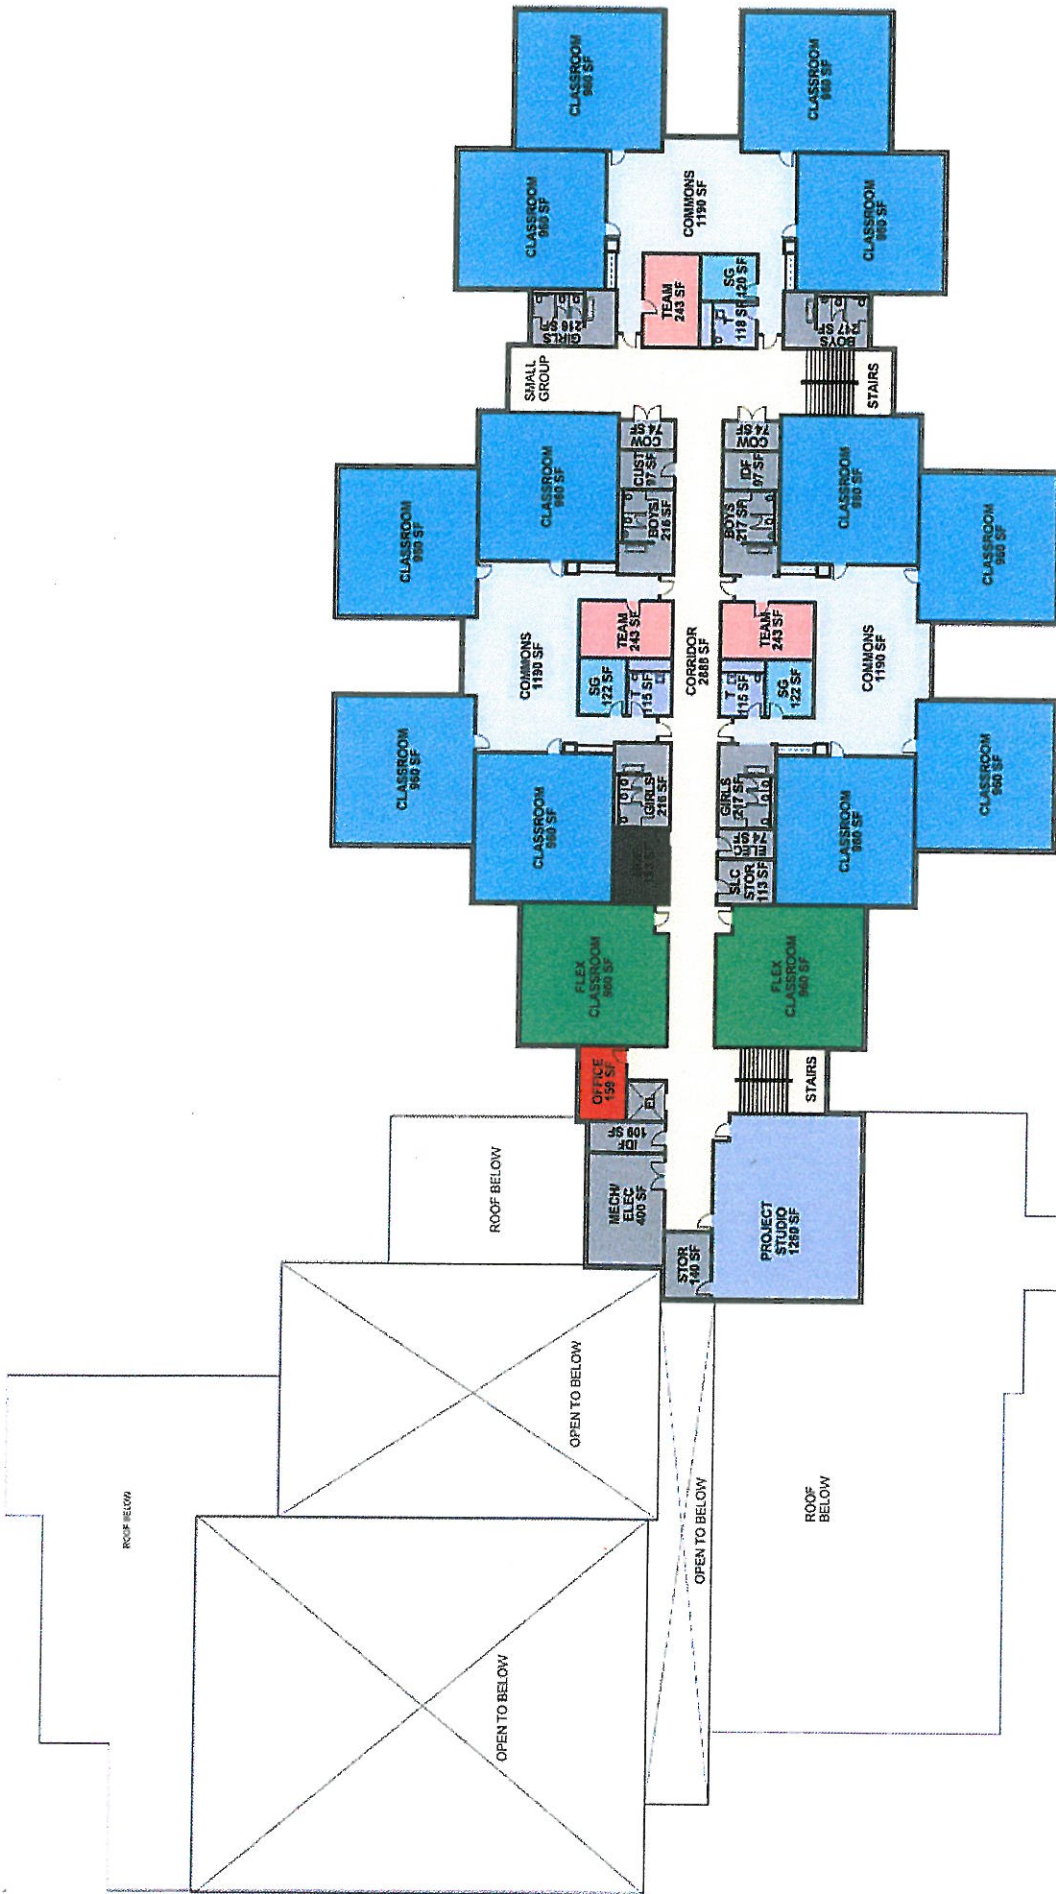 CLASSROOM
960 SF
CLASSROOM
960 SF
CLASSROOM
960 SF
CLASSROOM
960 SF
COMMONS
1190 SF
TEAM
243 SF
SG
120 SF
T
118 SF
GIRLS
216 SF
BOYS
217 SF
SMALL
GROUP
STAIRS
COW
74 SF
COW
74 SF
CUST
97 SF
IDF
97 SF
BOYS
216 SF
BOYS
217 SF
CLASSROOM
960 SF
CLASSROOM
960 SF
CLASSROOM
960 SF
CLASSROOM
960 SF
COMMONS
1190 SF
TEAM
243 SF
SG
122 SF
T
115 SF
CORRIDOR
2888 SF
TEAM
243 SF
T
115 SF
SG
122 SF
COMMONS
1190 SF
CLASSROOM
960 SF
CLASSROOM
960 SF
GIRLS
216 SF
GIRLS
217 SF
ELEC
74 SF
SLC
STOR
113 SF
CLASSROOM
960 SF
CLASSROOM
960 SF
FLEX
CLASSROOM
960 SF
FLEX
CLASSROOM
960 SF
OFFICE
159 SF
EL
STAIRS
IDF
109 SF
MECH/
ELEC
400 SF
STOR
140 SF
PROJECT
STUDIO
1269 SF
ROOF BELOW
OPEN TO BELOW
OPEN TO BELOW
ROOF
BELOW
ROOF BELOW
OPEN TO BELOW